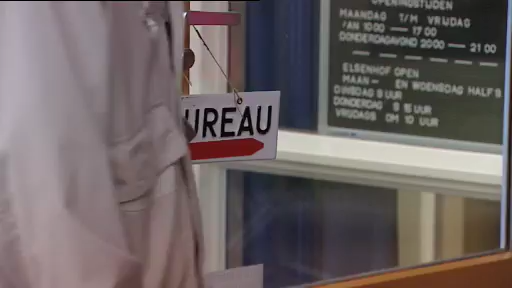 OPENINGSTIJDEN
MAANDAG T/M VRIJDAG
VAN 10.00 — 17.00
DONDERDAGAVOND 20.00 — 21.00
ELSENHOF OPEN
MAAN — EN WOENSDAG HALF 9
DINSDAG 9 UUR
DONDERDAG 9.15 UUR
VRIJDAGS OM 10 UUR
UREAU